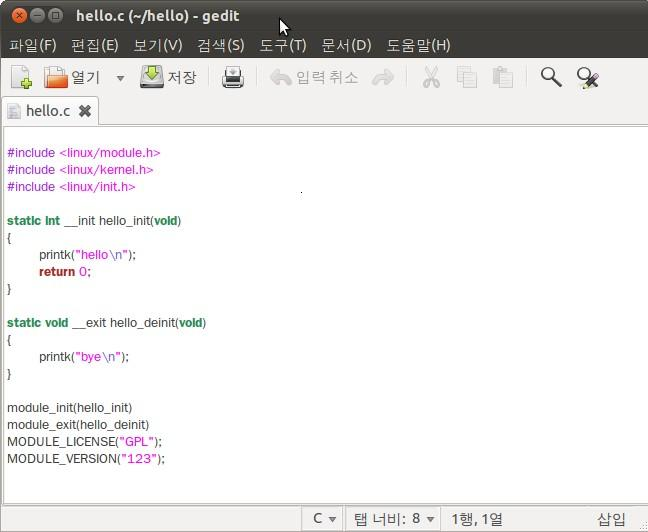 hello.c (~/hello) - gedit
파일(F) 편집(E) 보기(V) 검색(S) 도구(T) 문서(D) 도움말(H)
열기 저장 입력 취소
hello.c
#include <linux/module.h>
#include <linux/kernel.h>
#include <linux/init.h>
static int __init hello_init(void)
{
printk("hello\n");
return 0;
}
static void __exit hello_deinit(void)
{
printk("bye\n");
}
module_init(hello_init)
module_exit(hello_deinit)
MODULE_LICENSE("GPL");
MODULE_VERSION("123");
C 탭 너비: 8 1행, 1열 삽입